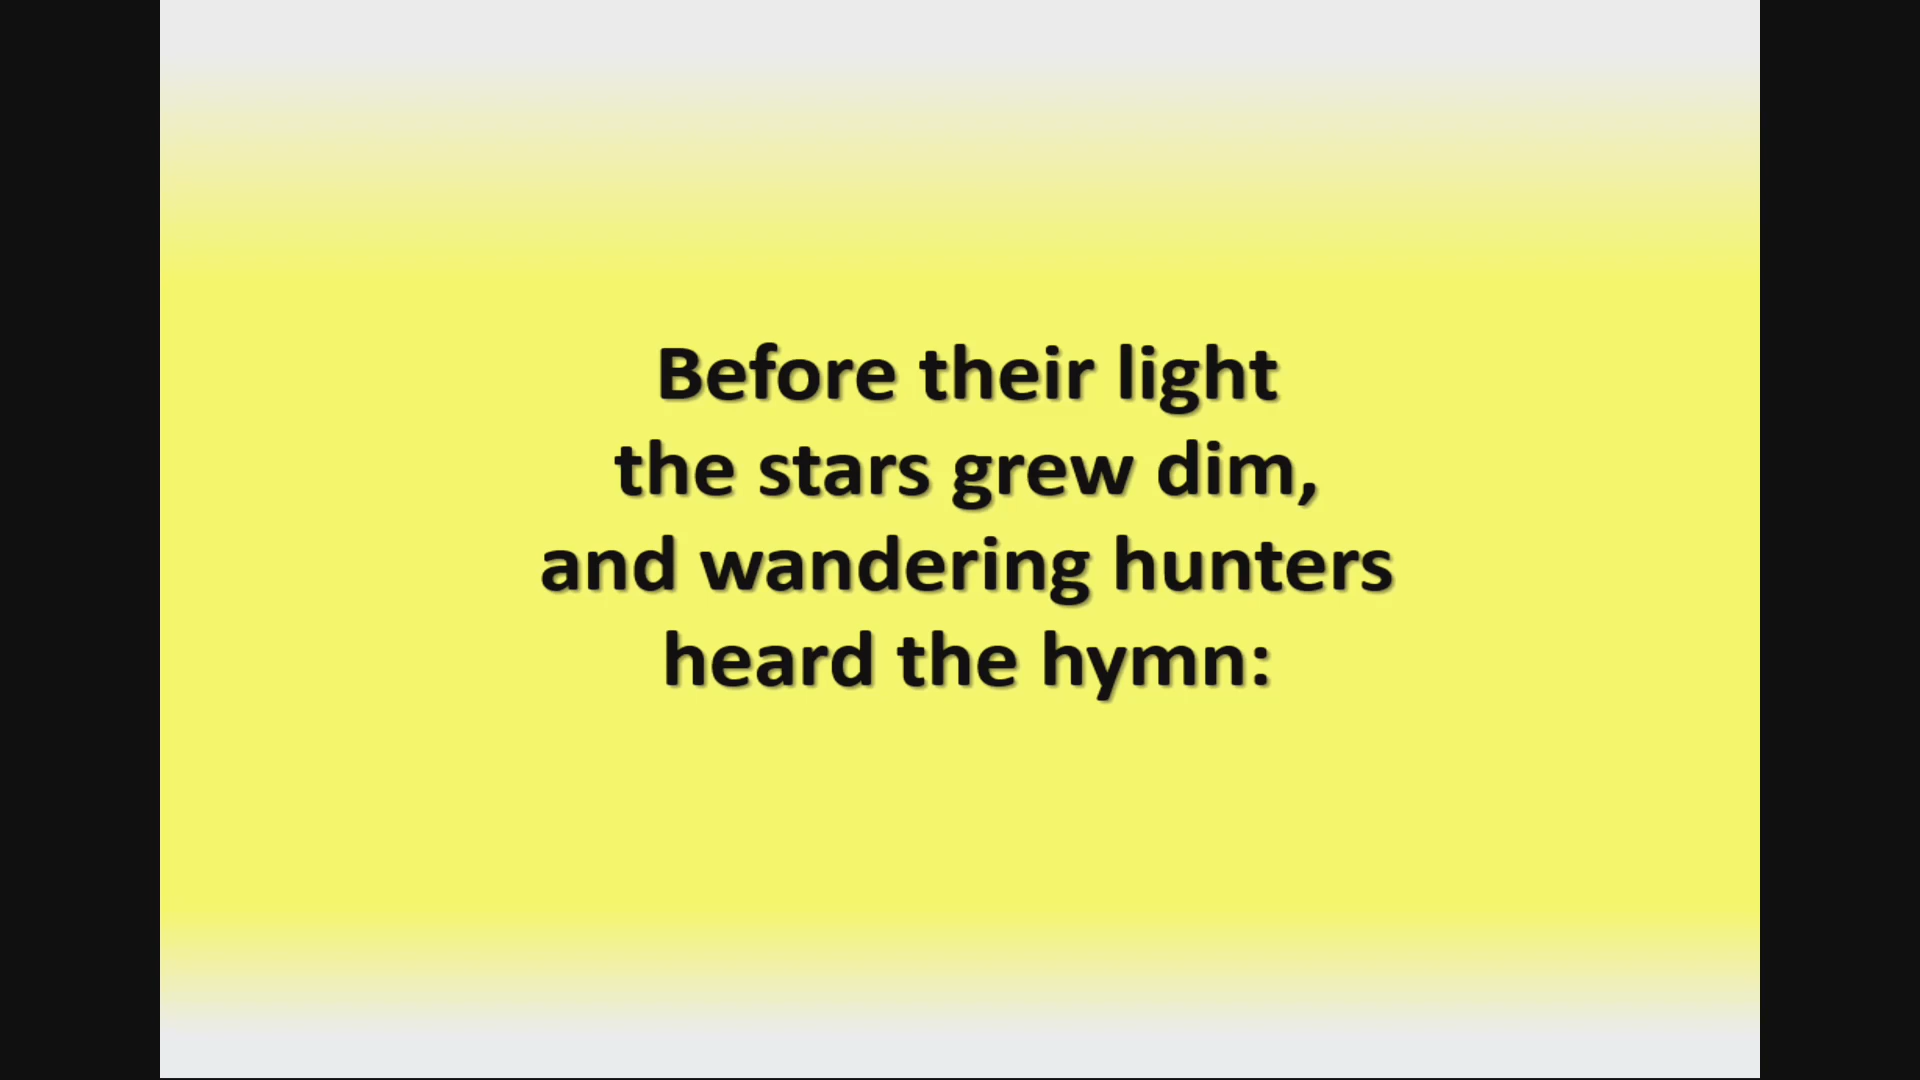 Before their light
the stars grew dim,
and wandering hunters
heard the hymn: